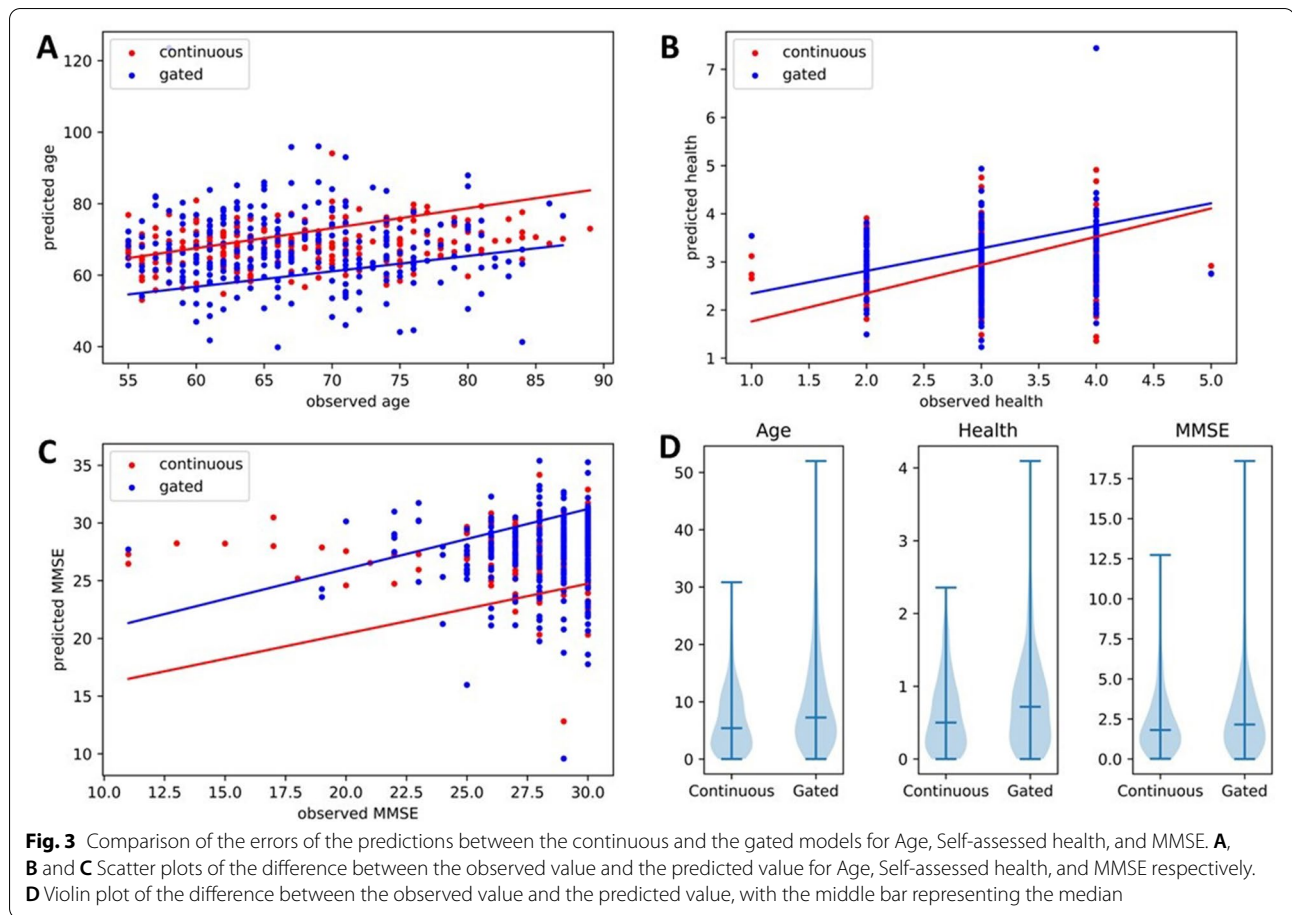 A
continuous
gated
120
100
80
60
40
predicted age
55 60 65 70 75 80 85 90
observed age
B
continuous
gated
7
6
5
4
3
2
1
predicted health
1.0 1.5 2.0 2.5 3.0 3.5 4.0 4.5 5.0
observed health
C
continuous
gated
35
30
25
20
15
10
predicted MMSE
10.0 12.5 15.0 17.5 20.0 22.5 25.0 27.5 30.0
observed MMSE
D
Age
50
40
30
20
10
0
Continuous Gated
Health
4
3
2
1
0
Continuous Gated
MMSE
17.5
15.0
12.5
10.0
7.5
5.0
2.5
0.0
Continuous Gated
Fig. 3 Comparison of the errors of the predictions between the continuous and the gated models for Age, Self-assessed health, and MMSE. A,
B and C Scatter plots of the difference between the observed value and the predicted value for Age, Self-assessed health, and MMSE respectively.
D Violin plot of the difference between the observed value and the predicted value, with the middle bar representing the median